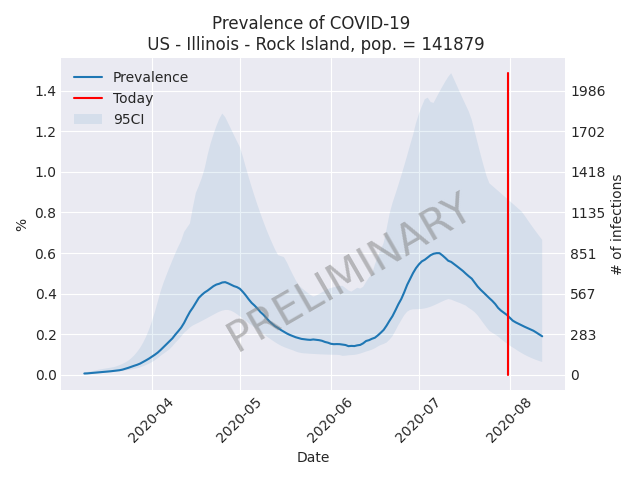 Prevalence of COVID-19
US - Illinois - Rock Island, pop. = 141879
Prevalence
Today
95CI
1.4
1.2
1.0
0.8
0.6
0.4
0.2
0.0
%
1986
1702
1418
1135
851
567
283
0
# of infections
PRELIMINARY
2020-04
2020-05
2020-06
2020-07
2020-08
Date